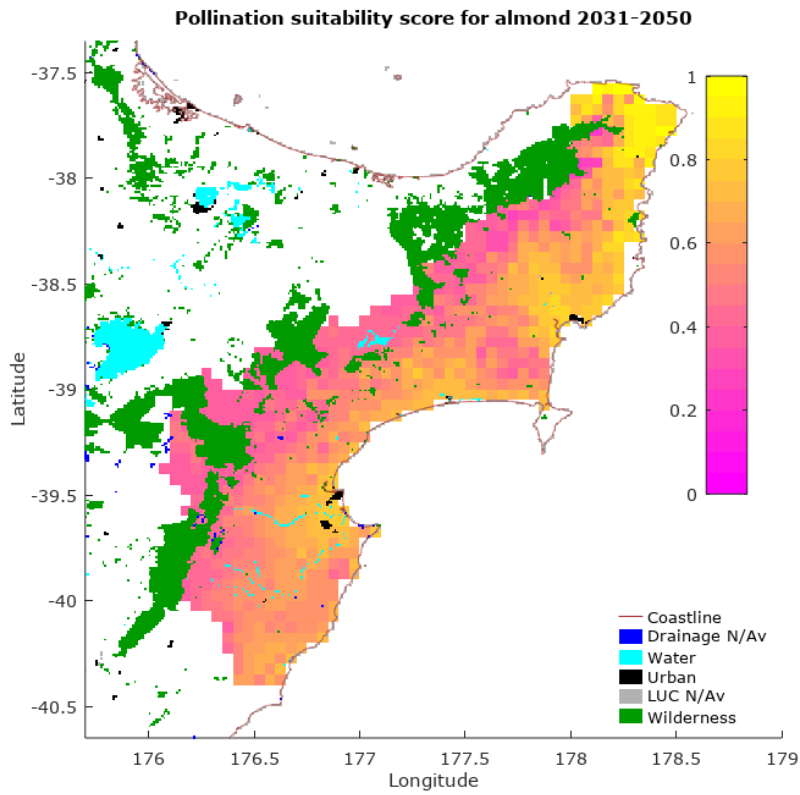 Pollination suitability score for almond 2031-2050
-37.5
-38
-38.5
-39
-39.5
-40
-40.5
Latitude
176
176.5
177
177.5
178
178.5
179
Longitude
1
0.8
0.6
0.4
0.2
0
Coastline
Drainage N/Av
Water
Urban
LUC N/Av
Wilderness